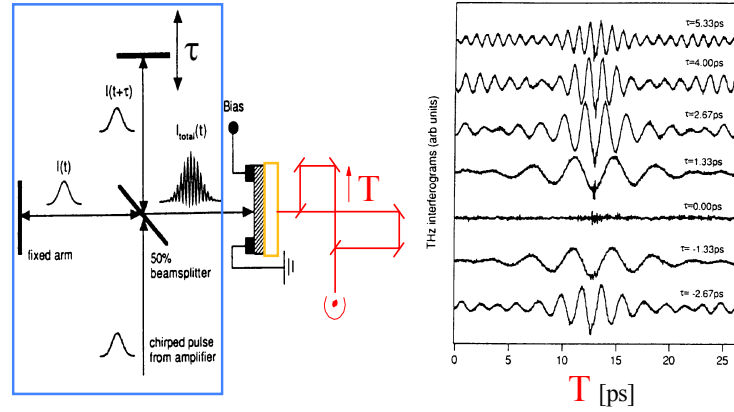 τ
I(t+τ)
Bias
I_total(t)
I(t)
T
fixed arm
50%
beamsplitter
chirped pulse
from amplifier
THz interferograms (arb units)
τ=5.33ps
τ=4.00ps
τ=2.67ps
τ=1.33ps
τ=0.00ps
τ= -1.33ps
τ= -2.67ps
0 5 10 15 20 25
T [ps]